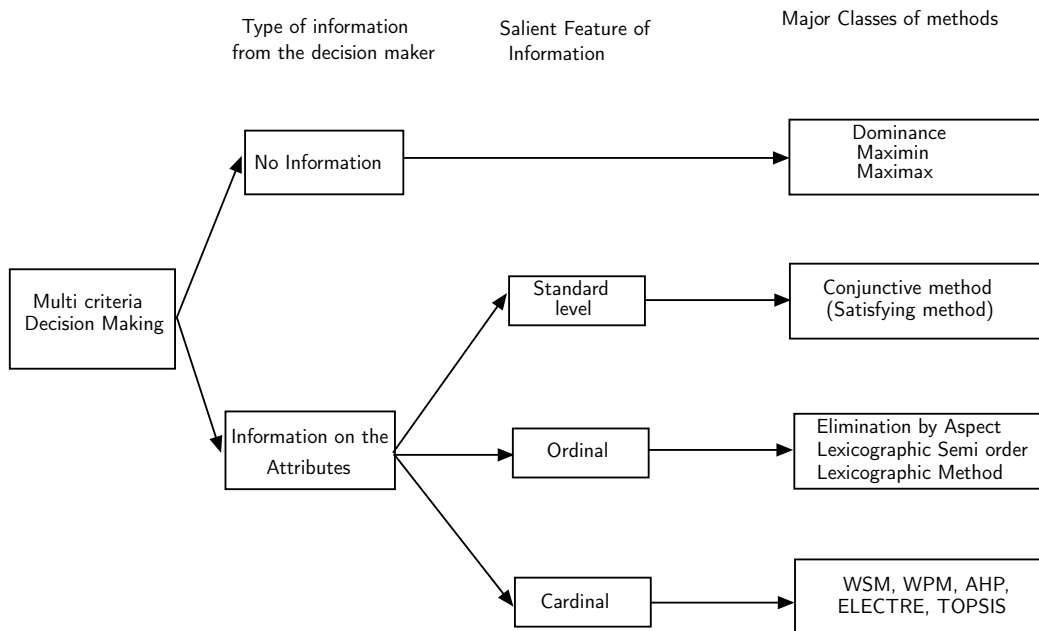 Type of information
from the decision maker
Salient Feature of
Information
Major Classes of methods
No Information
Dominance
Maximin
Maximax
Multi criteria
Decision Making
Standard
level
Conjunctive method
(Satisfying method)
Information on the
Attributes
Ordinal
Elimination by Aspect
Lexicographic Semi order
Lexicographic Method
Cardinal
WSM, WPM, AHP,
ELECTRE, TOPSIS